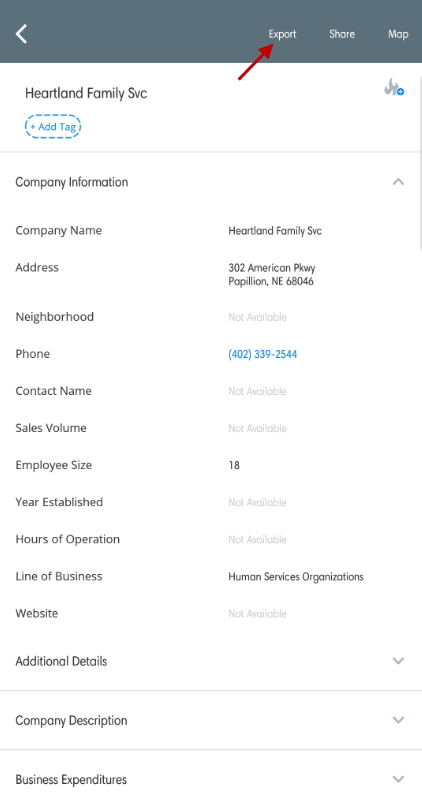 Export Share Map
Heartland Family Svc
+ Add Tag
Company Information
Company Name Heartland Family Svc
Address 302 American Pkwy
Papillion, NE 68046
Neighborhood Not Available
Phone (402) 339-2544
Contact Name Not Available
Sales Volume Not Available
Employee Size 18
Year Established Not Available
Hours of Operation Not Available
Line of Business Human Services Organizations
Website Not Available
Additional Details
Company Description
Business Expenditures